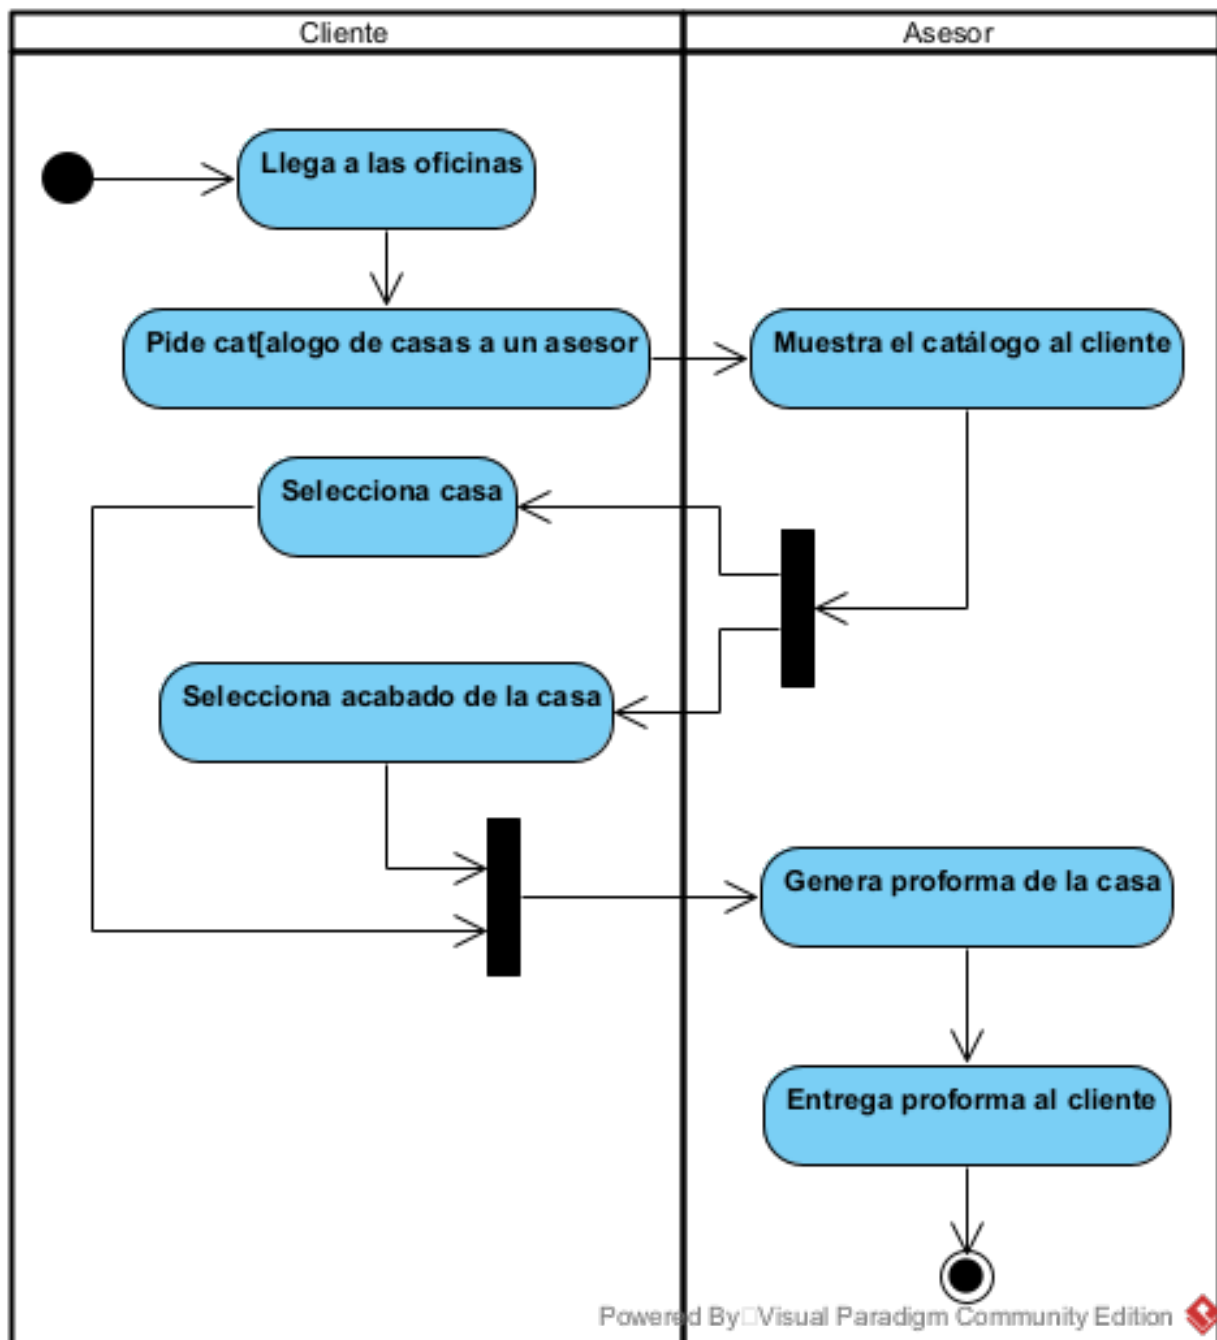 Cliente
Asesor
Llega a las oficinas
Pide cat[alogo de casas a un asesor
Muestra el catálogo al cliente
Selecciona casa
Selecciona acabado de la casa
Genera proforma de la casa
Entrega proforma al cliente
Powered By Visual Paradigm Community Edition